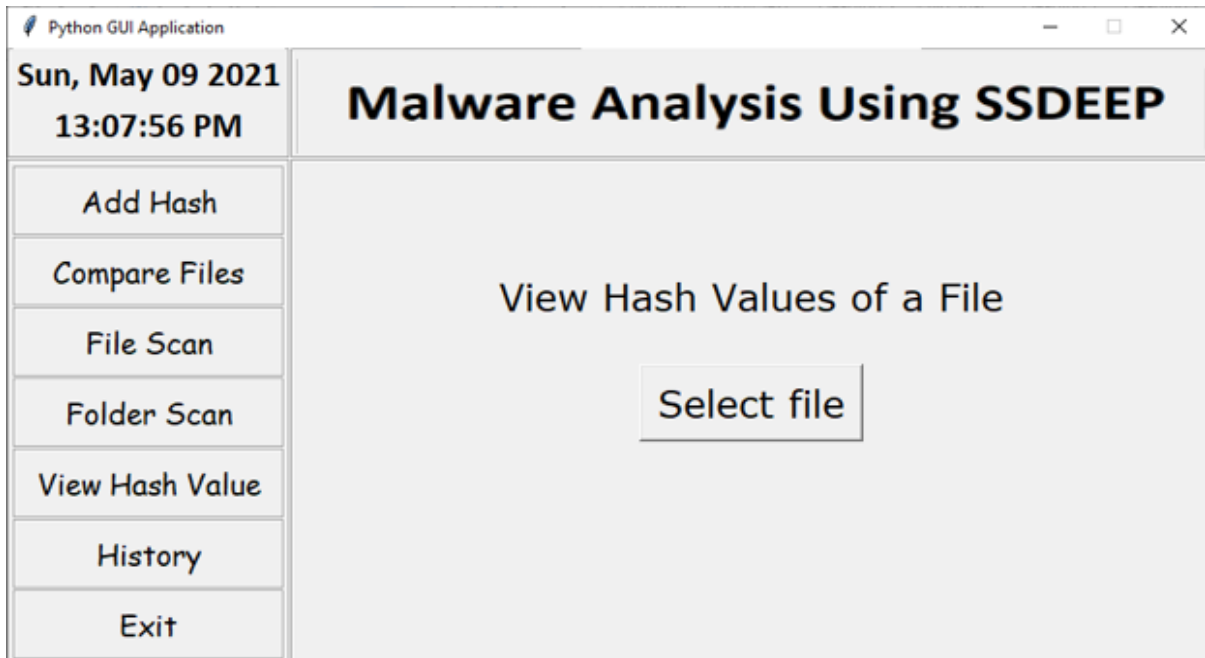 Python GUI Application
Sun, May 09 2021
13:07:56 PM
Malware Analysis Using SSDEEP
Add Hash
Compare Files
File Scan
Folder Scan
View Hash Value
History
Exit
View Hash Values of a File
Select file